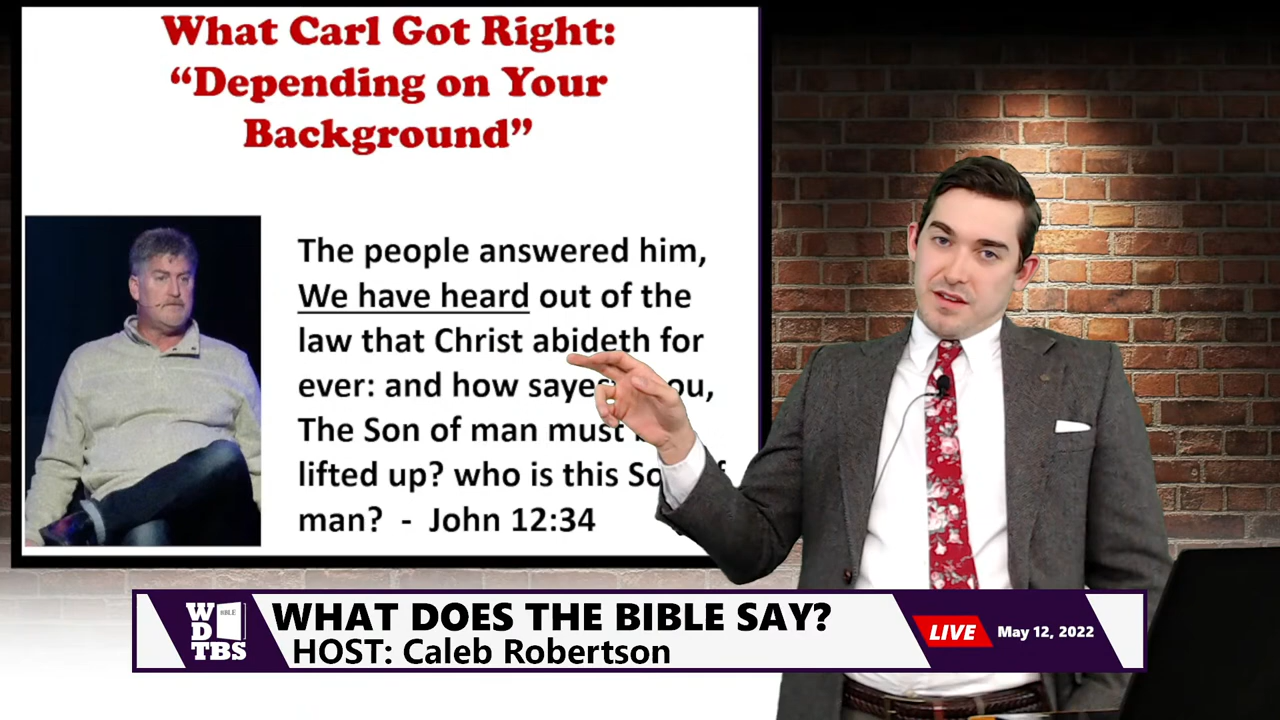 What Carl Got Right:
“Depending on Your
Background”
The people answered him,
We have heard out of the
law that Christ abideth for
ever: and how
The Son of man must
lifted up? who is this
man? - John 12:34
W
D
TBS
BIBLE
WHAT DOES THE BIBLE SAY?
HOST: Caleb Robertson
LIVE
May 12, 2022